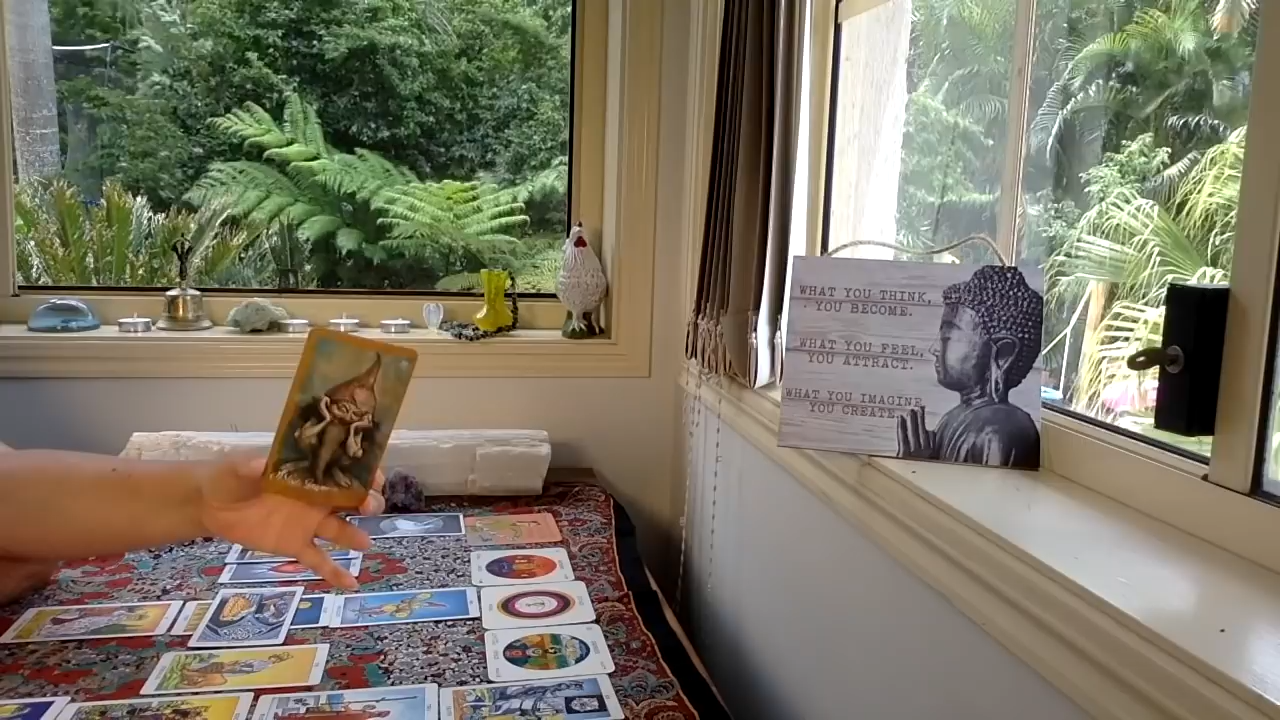 WHAT YOU THINK,
YOU BECOME.
WHAT YOU FEEL,
YOU ATTRACT.
WHAT YOU IMAGINE
YOU CREATE.